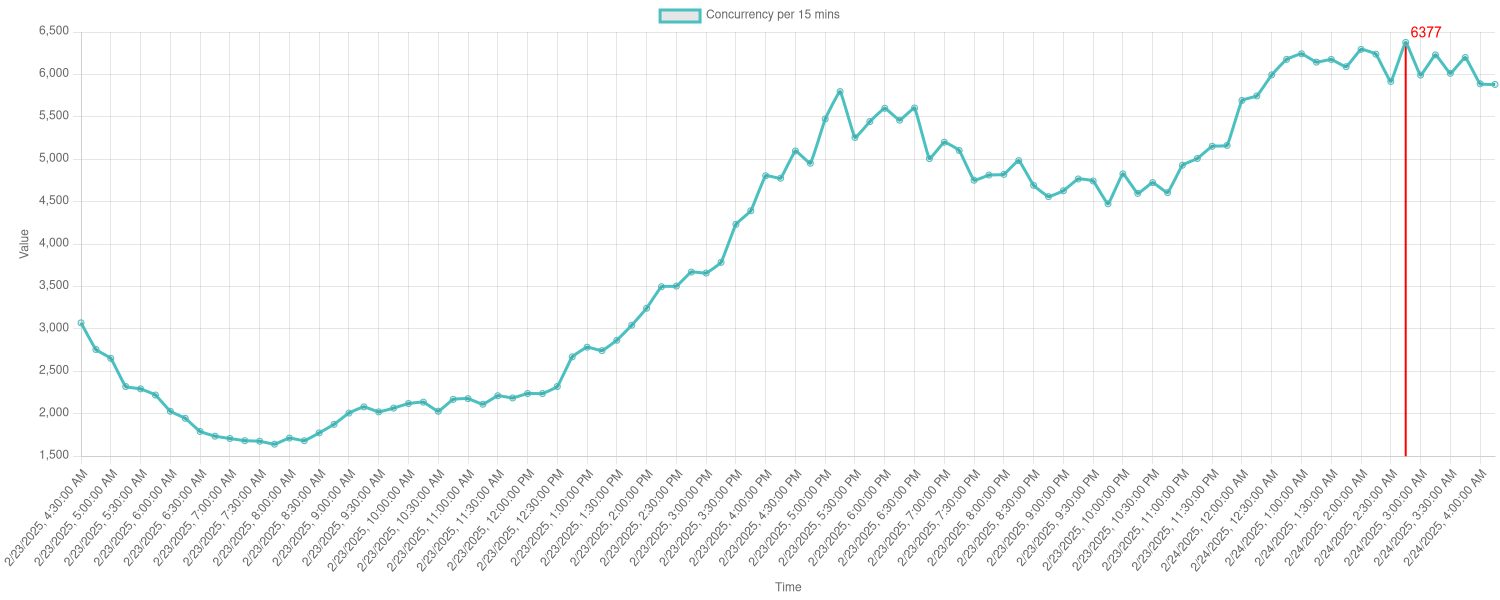 Concurrency per 15 mins
6377
6,500
6,000
5,500
5,000
4,500
4,000
3,500
3,000
2,500
2,000
1,500
Value
2/23/2025, 4:30:00 AM
2/23/2025, 5:00:00 AM
2/23/2025, 5:30:00 AM
2/23/2025, 6:00:00 AM
2/23/2025, 6:30:00 AM
2/23/2025, 7:00:00 AM
2/23/2025, 7:30:00 AM
2/23/2025, 8:00:00 AM
2/23/2025, 8:30:00 AM
2/23/2025, 9:00:00 AM
2/23/2025, 9:30:00 AM
2/23/2025, 10:00:00 AM
2/23/2025, 10:30:00 AM
2/23/2025, 11:00:00 AM
2/23/2025, 11:30:00 AM
2/23/2025, 12:00:00 PM
2/23/2025, 12:30:00 PM
2/23/2025, 1:00:00 PM
2/23/2025, 1:30:00 PM
2/23/2025, 2:00:00 PM
2/23/2025, 2:30:00 PM
2/23/2025, 3:00:00 PM
2/23/2025, 3:30:00 PM
2/23/2025, 4:00:00 PM
2/23/2025, 4:30:00 PM
2/23/2025, 5:00:00 PM
2/23/2025, 5:30:00 PM
2/23/2025, 6:00:00 PM
2/23/2025, 6:30:00 PM
2/23/2025, 7:00:00 PM
2/23/2025, 7:30:00 PM
2/23/2025, 8:00:00 PM
2/23/2025, 8:30:00 PM
2/23/2025, 9:00:00 PM
2/23/2025, 9:30:00 PM
2/23/2025, 10:00:00 PM
2/23/2025, 10:30:00 PM
2/23/2025, 11:00:00 PM
2/23/2025, 11:30:00 PM
2/24/2025, 12:00:00 AM
2/24/2025, 12:30:00 AM
2/24/2025, 1:00:00 AM
2/24/2025, 1:30:00 AM
2/24/2025, 2:00:00 AM
2/24/2025, 2:30:00 AM
2/24/2025, 3:00:00 AM
2/24/2025, 3:30:00 AM
2/24/2025, 4:00:00 AM
Time